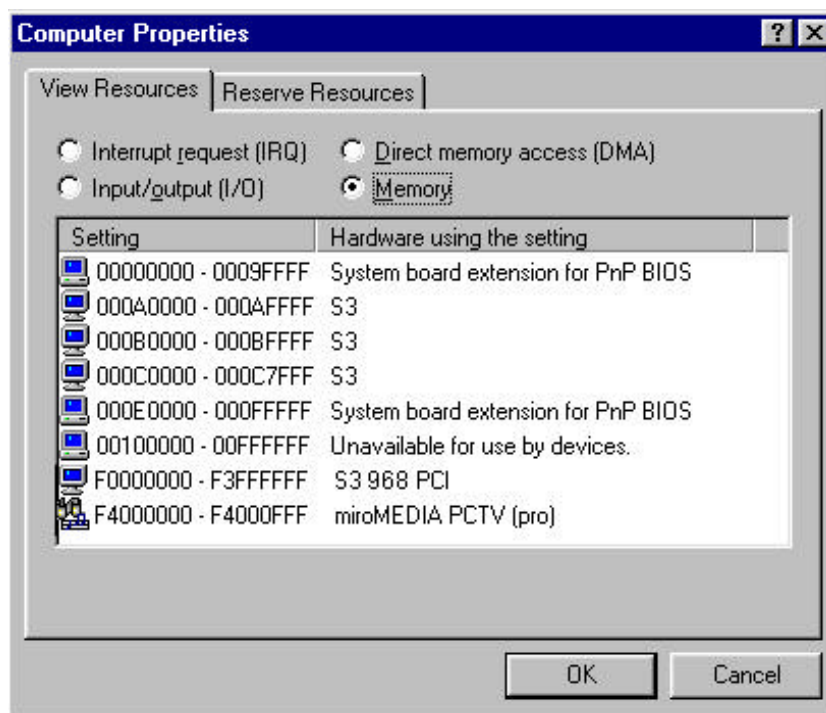 Computer Properties
View Resources Reserve Resources
Interrupt request (IRQ) Direct memory access (DMA)
Input/output (I/O) Memory
Setting Hardware using the setting
00000000 - 0009FFFF System board extension for PnP BIOS
000A0000 - 000AFFFF S3
000B0000 - 000BFFFF S3
000C0000 - 000C7FFF S3
000E0000 - 000FFFFF System board extension for PnP BIOS
00100000 - 00FFFFFF Unavailable for use by devices.
F0000000 - F3FFFFFF S3 968 PCI
F4000000 - F4000FFF miroMEDIA PCTV (pro)
OK Cancel